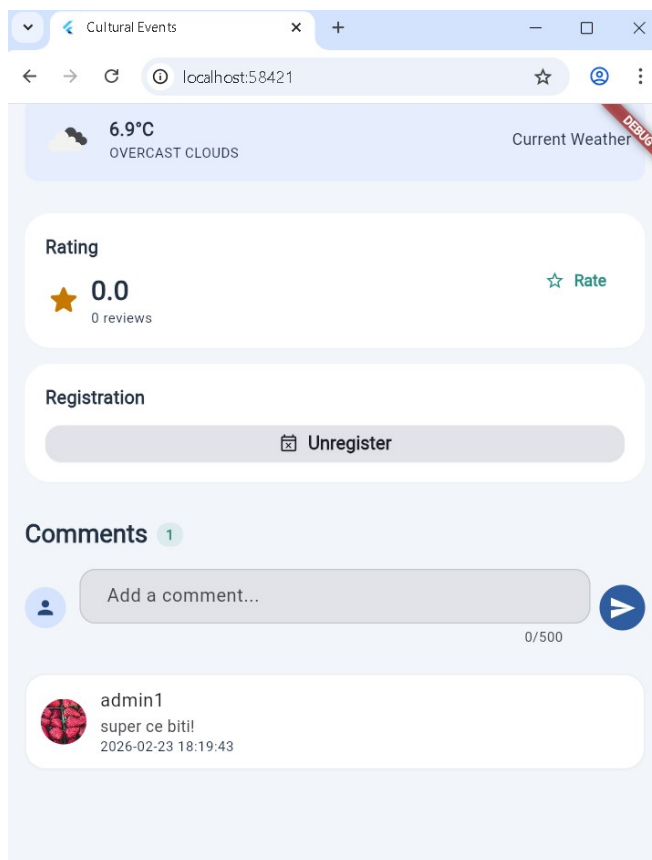 Cultural Events
localhost:58421
DEBUG
6.9°C
OVERCAST CLOUDS
Current Weather
Rating
0.0
0 reviews
Rate
Registration
Unregister
Comments 1
Add a comment...
0/500
admin1
super ce biti!
2026-02-23 18:19:43